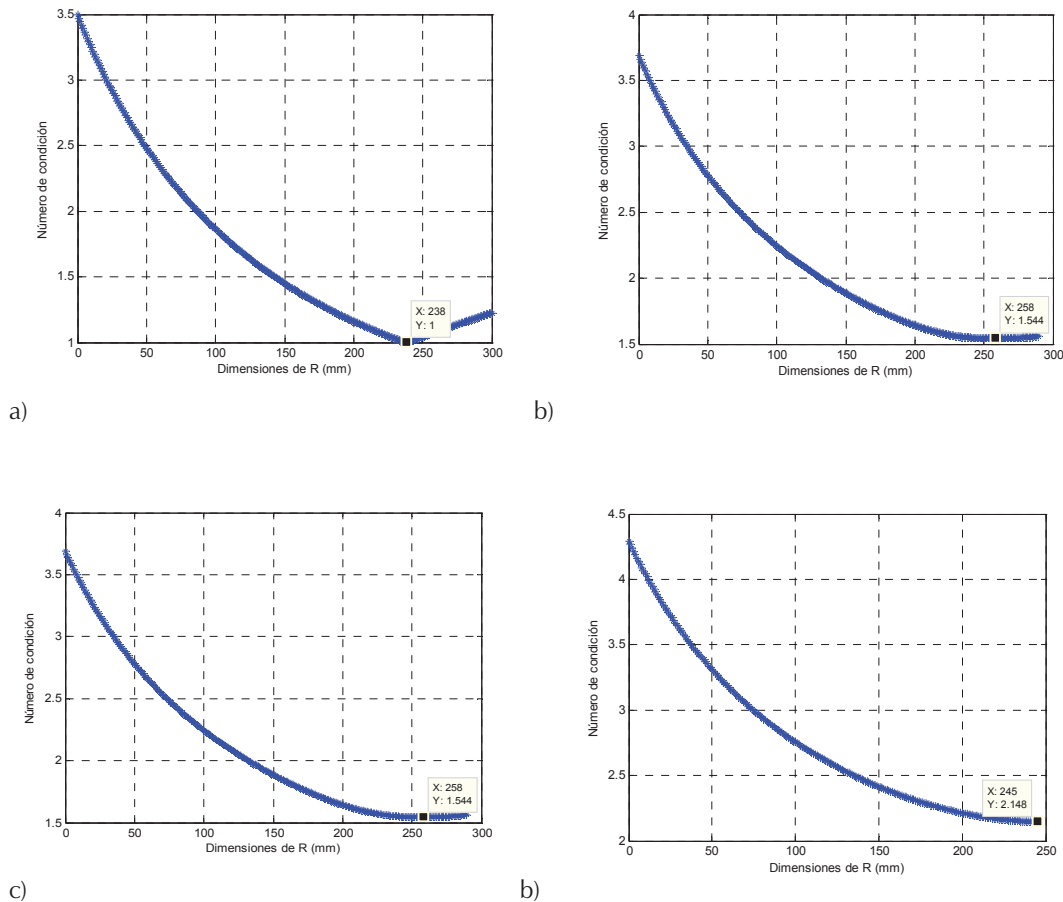 3.5
3
2.5
2
1.5
1
0
50
100
150
200
250
300
Número de condición
Dimensiones de R (mm)
X: 238
Y: 1
a)
4
3.5
3
2.5
2
1.5
0
50
100
150
200
250
300
Número de condición
Dimensiones de R (mm)
X: 258
Y: 1.544
b)
4
3.5
3
2.5
2
1.5
0
50
100
150
200
250
300
Número de condición
Dimensiones de R (mm)
X: 258
Y: 1.544
c)
4.5
4
3.5
3
2.5
2
0
50
100
150
200
250
Número de condición
Dimensiones de R (mm)
X: 245
Y: 2.148
b)